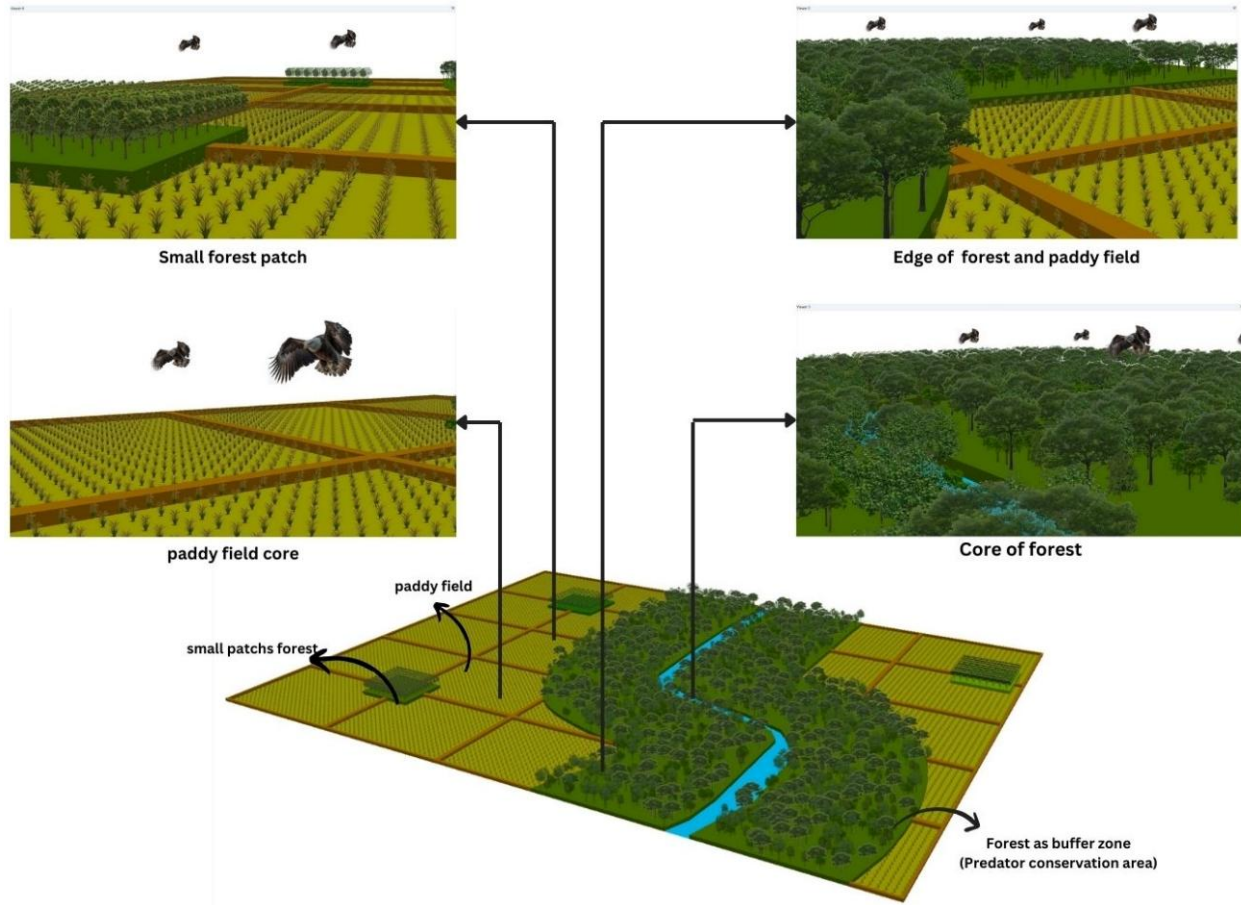 Small forest patch
Edge of forest and paddy field
paddy field core
Core of forest
paddy field
small patchs forest
Forest as buffer zone
(Predator conservation area)